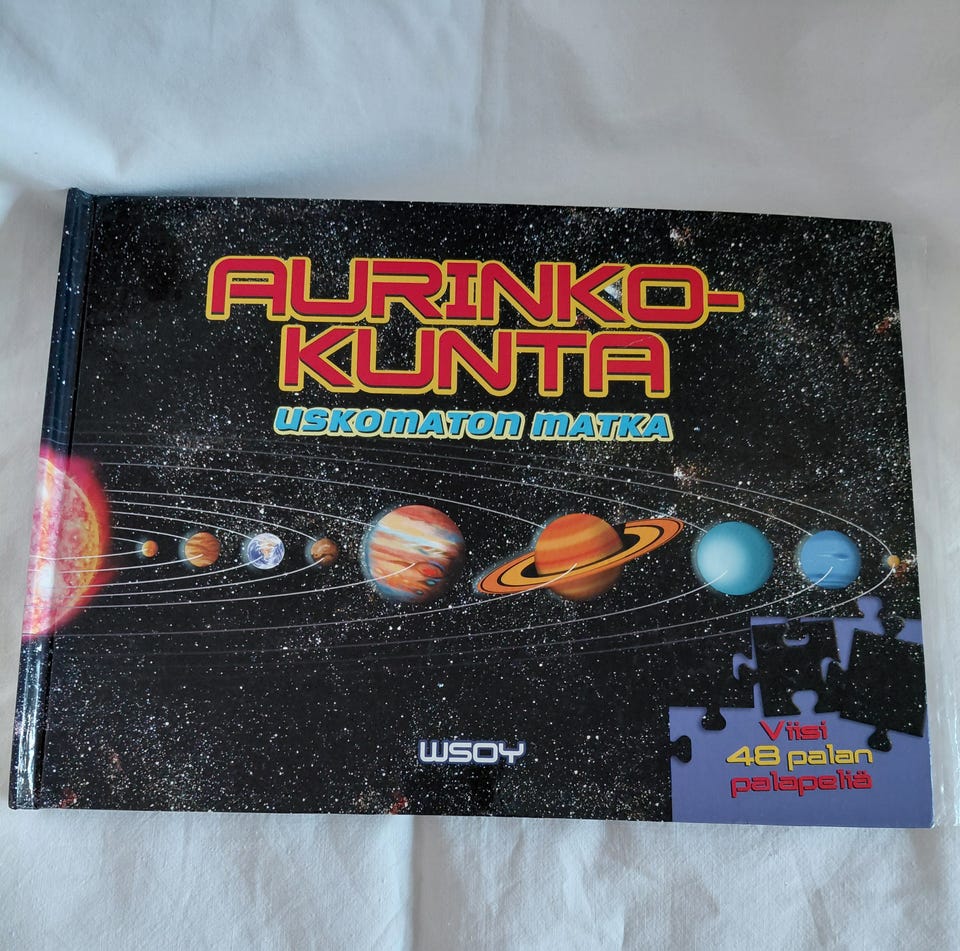 AURINKO-
KUNTA
USKOMATON MATKA
WSOY
Viisi
48 palan
palapeliä